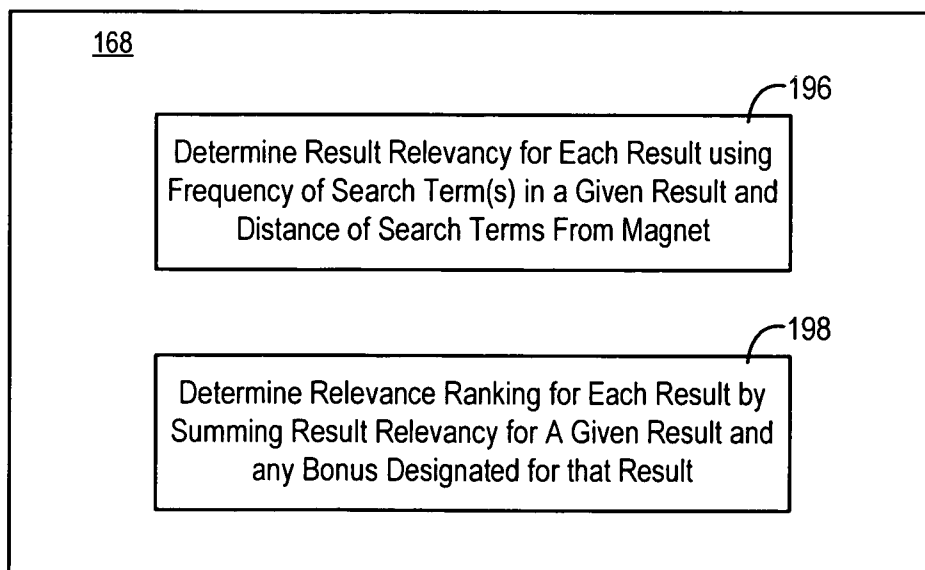 168
196
Determine Result Relevancy for Each Result using
Frequency of Search Term(s) in a Given Result and
Distance of Search Terms From Magnet
198
Determine Relevance Ranking for Each Result by
Summing Result Relevancy for A Given Result and
any Bonus Designated for that Result